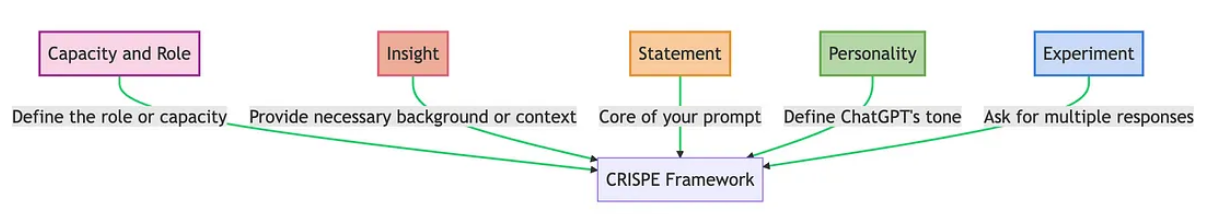 Capacity and Role
Insight
Statement
Personality
Experiment
Define the role or capacity
Provide necessary background or context
Core of your prompt
Define ChatGPT's tone
Ask for multiple responses
CRISPE Framework